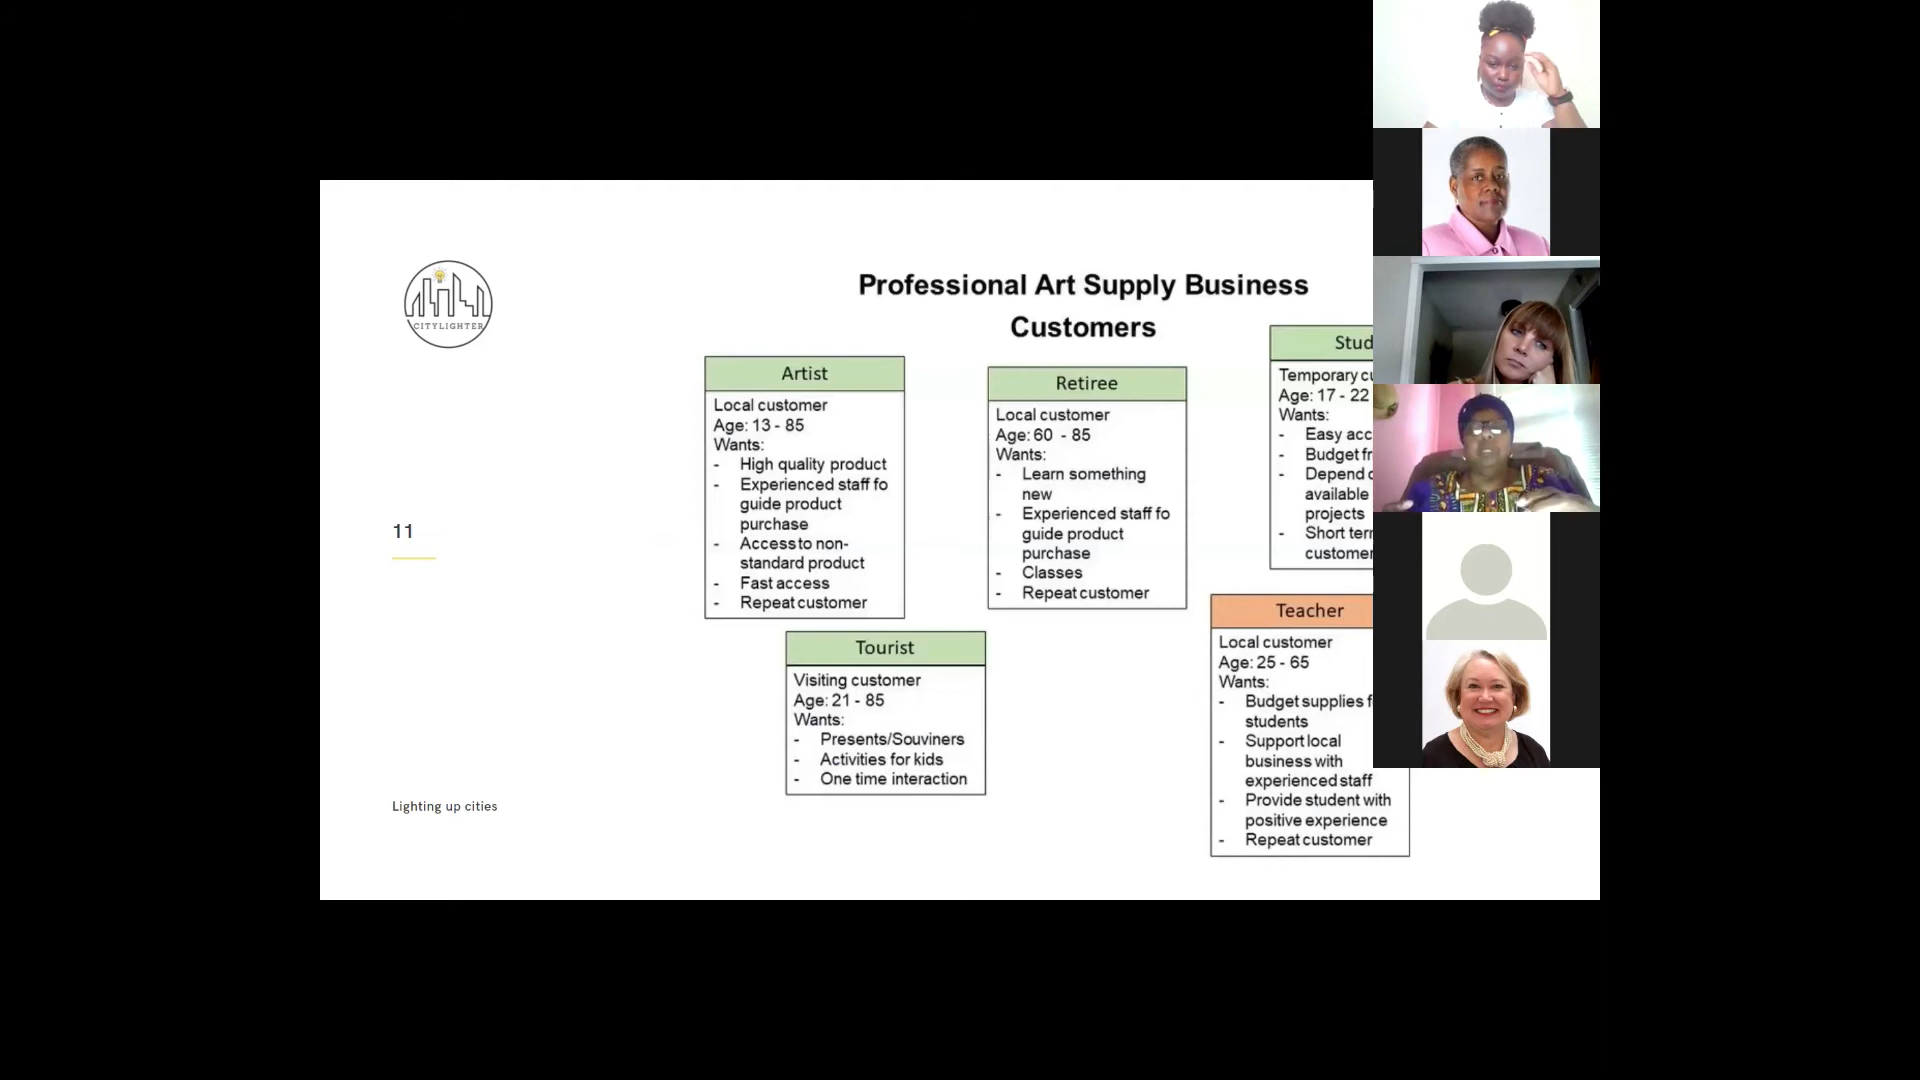 CITYLIGHTER
Professional Art Supply Business
Customers
Artist
Local customer
Age: 13 - 85
Wants:
- High quality product
- Experienced staff fo
guide product
purchase
- Access to non-
standard product
- Fast access
- Repeat customer
Retiree
Local customer
Age: 60 - 85
Wants:
- Learn something
new
- Experienced staff fo
guide product
purchase
- Classes
- Repeat customer
Temporary
Age: 17 - 22
Wants:
- Easy
- Budget
- Depend
available
projects
- Short
customer
Tourist
Visiting customer
Age: 21 - 85
Wants:
- Presents/Souviners
- Activities for kids
- One time interaction
Teacher
Local customer
Age: 25 - 65
Wants:
- Budget supplies
students
- Support local
business with
experienced staff
- Provide student with
positive experience
- Repeat customer
11
Lighting up cities